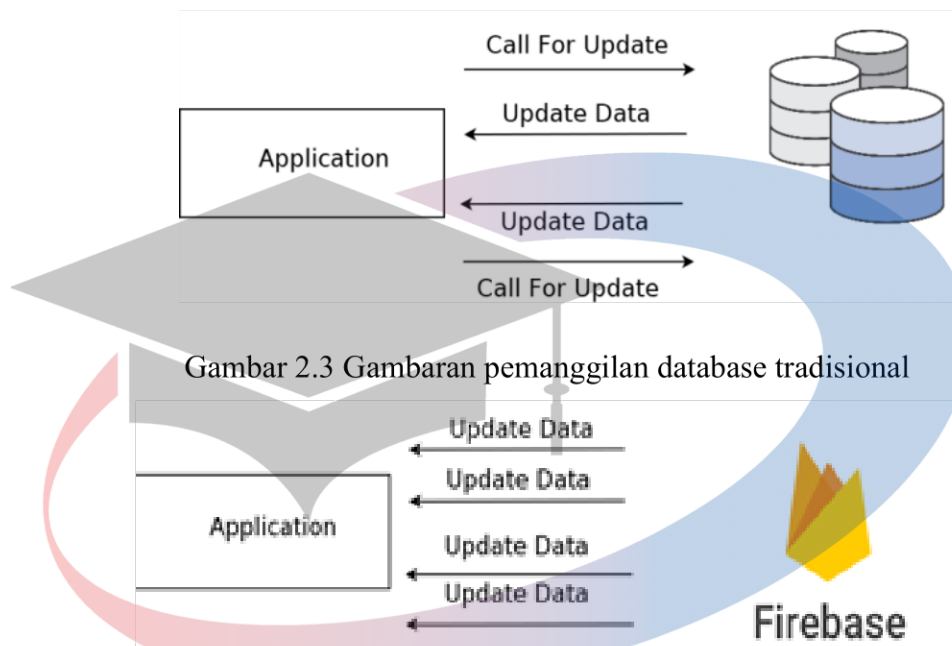 Call For Update
Update Data
Application
Update Data
Call For Update
Gambar 2.3 Gambaran pemanggilan database tradisional
Update Data
Update Data
Application
Update Data
Update Data
Firebase